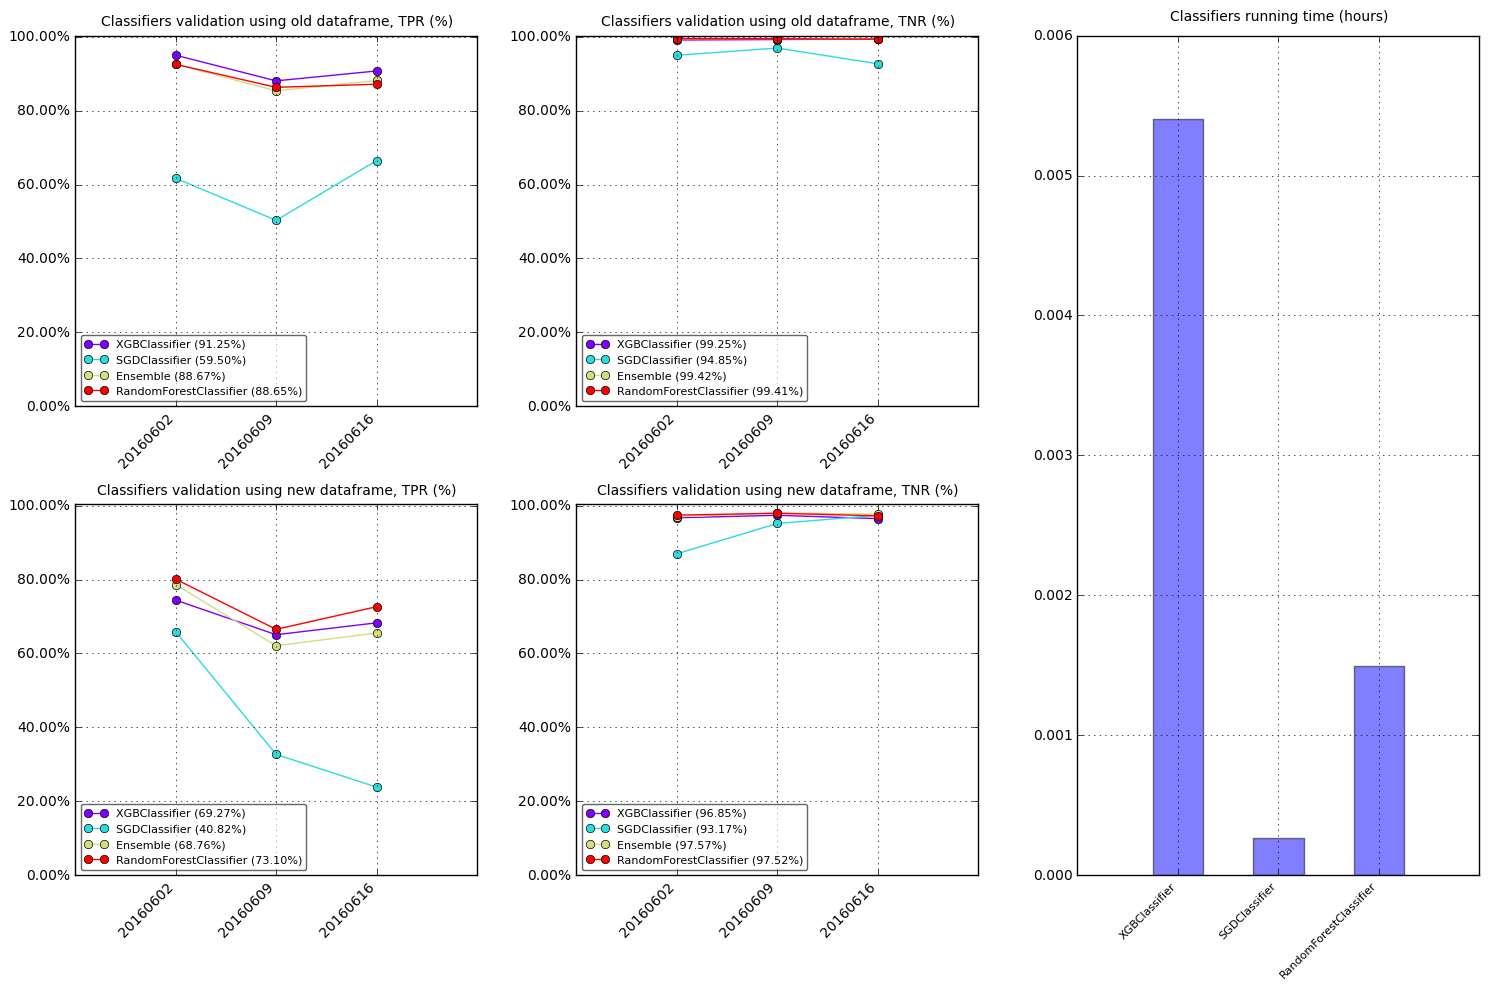 Classifiers validation using old dataframe, TPR (%)
100.00%
80.00%
60.00%
40.00%
20.00%
0.00%
XGBClassifier (91.25%)
SGDClassifier (59.50%)
Ensemble (88.67%)
RandomForestClassifier (88.65%)
20160602
20160609
20160616
Classifiers validation using old dataframe, TNR (%)
100.00%
80.00%
60.00%
40.00%
20.00%
0.00%
XGBClassifier (99.25%)
SGDClassifier (94.85%)
Ensemble (99.42%)
RandomForestClassifier (99.41%)
20160602
20160609
20160616
Classifiers validation using new dataframe, TPR (%)
100.00%
80.00%
60.00%
40.00%
20.00%
0.00%
XGBClassifier (69.27%)
SGDClassifier (40.82%)
Ensemble (68.76%)
RandomForestClassifier (73.10%)
20160602
20160609
20160616
Classifiers validation using new dataframe, TNR (%)
100.00%
80.00%
60.00%
40.00%
20.00%
0.00%
XGBClassifier (96.85%)
SGDClassifier (93.17%)
Ensemble (97.57%)
RandomForestClassifier (97.52%)
20160602
20160609
20160616
Classifiers running time (hours)
0.006
0.005
0.004
0.003
0.002
0.001
0.000
XGBClassifier
SGDClassifier
RandomForestClassifier